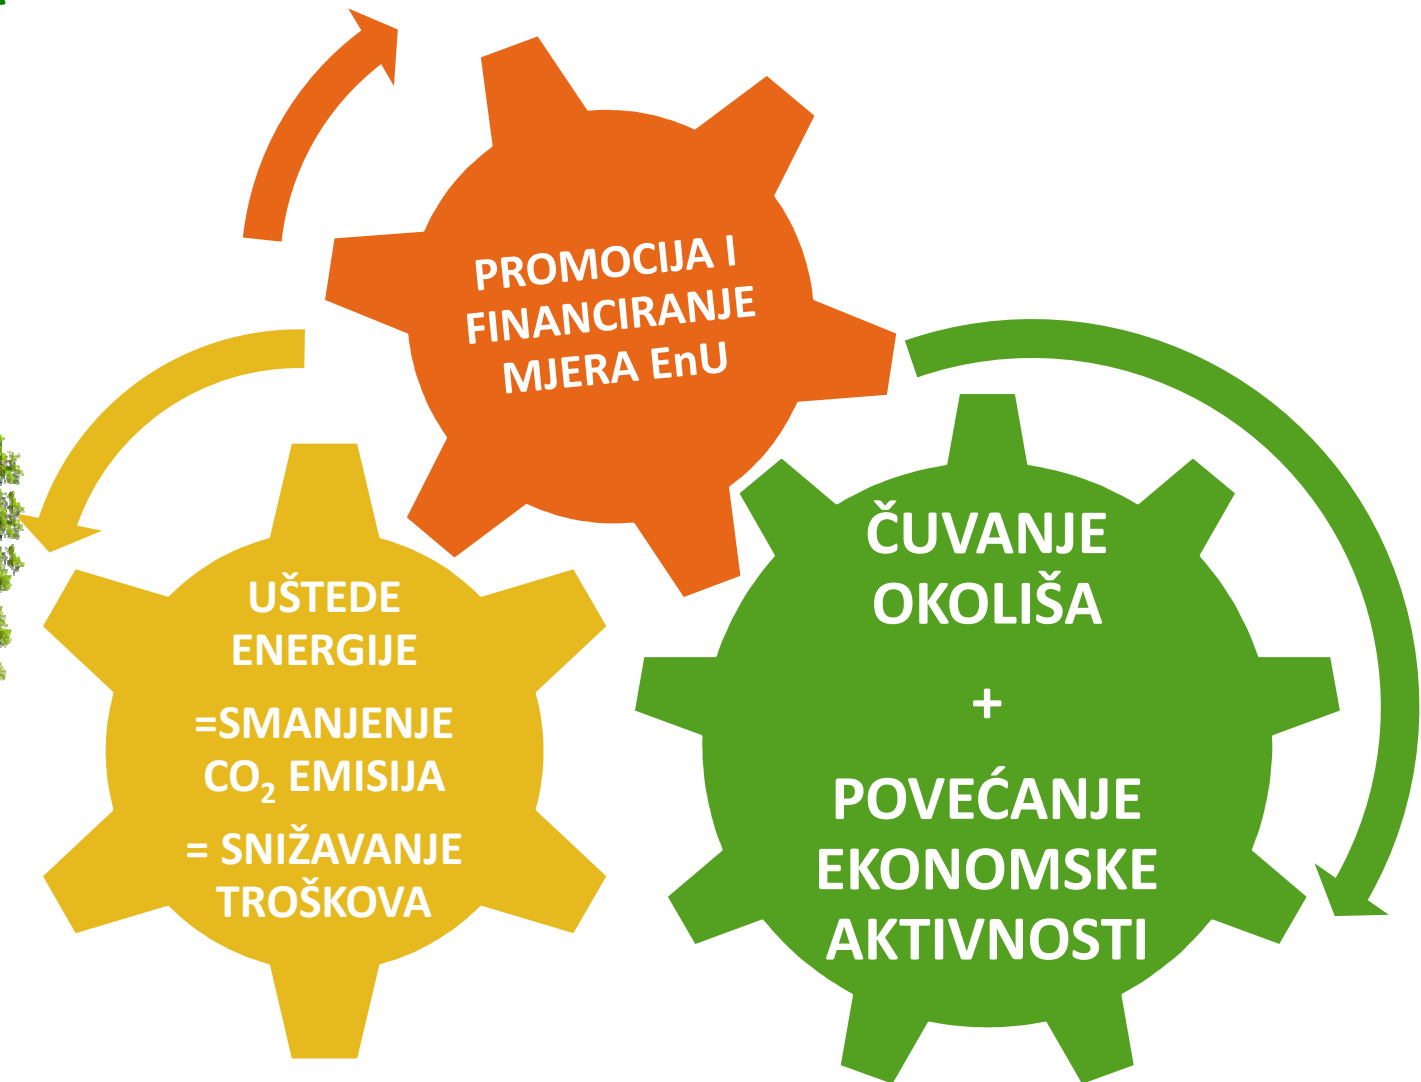 PROMOCIJA I
FINANCIRANJE
MJERA EnU
UŠTEDE
ENERGIJE
=SMANJENJE
CO₂ EMISIJA
= SNIŽAVANJE
TROŠKOVA
ČUVANJE
OKOLIŠA
+
POVEĆANJE
EKONOMSKE
AKTIVNOSTI